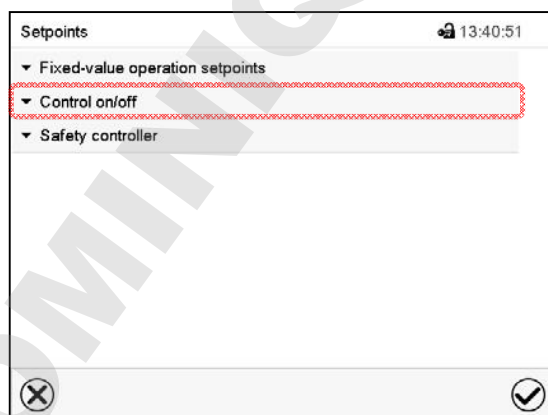 Setpoints 13:40:51
Fixed-value operation setpoints
Control on/off
Safety controller